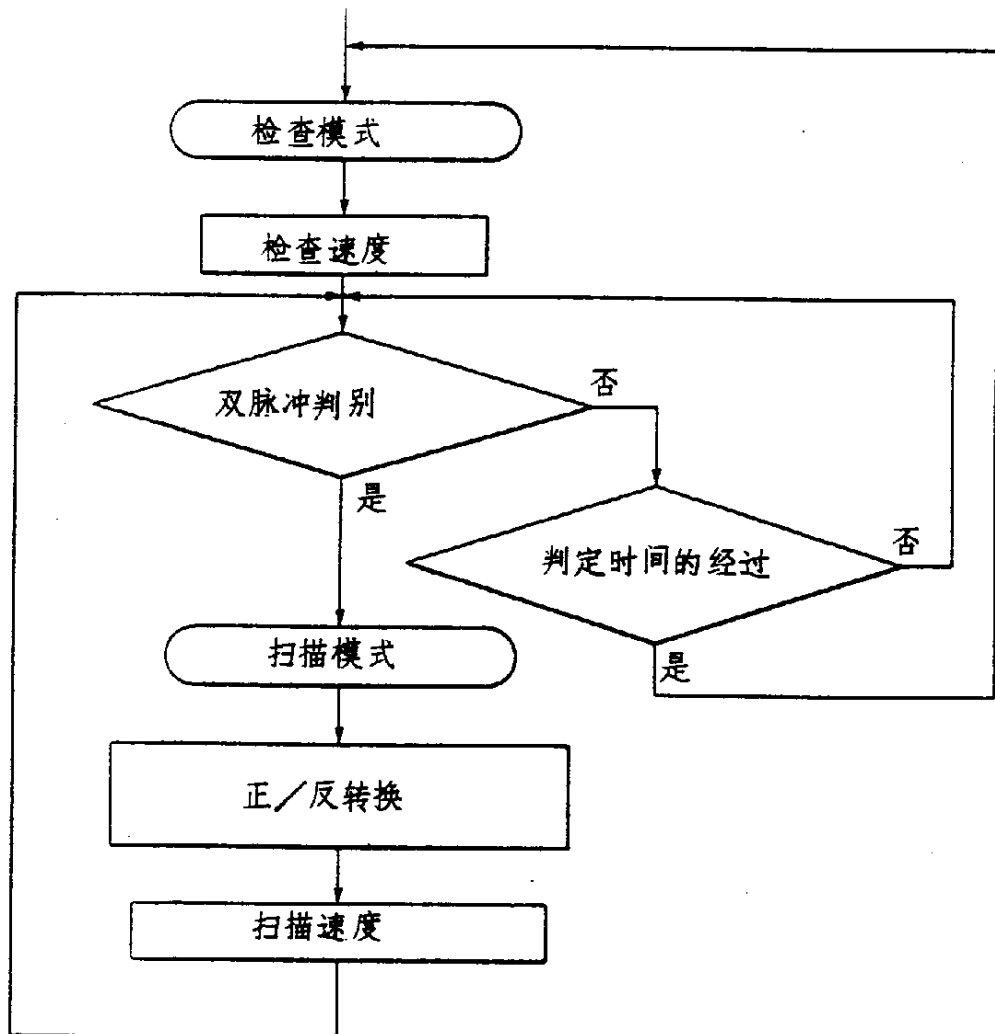 检查模式
检查速度
双脉冲判别
否
是
判定时间的经过
否
是
扫描模式
正/反转换
扫描速度